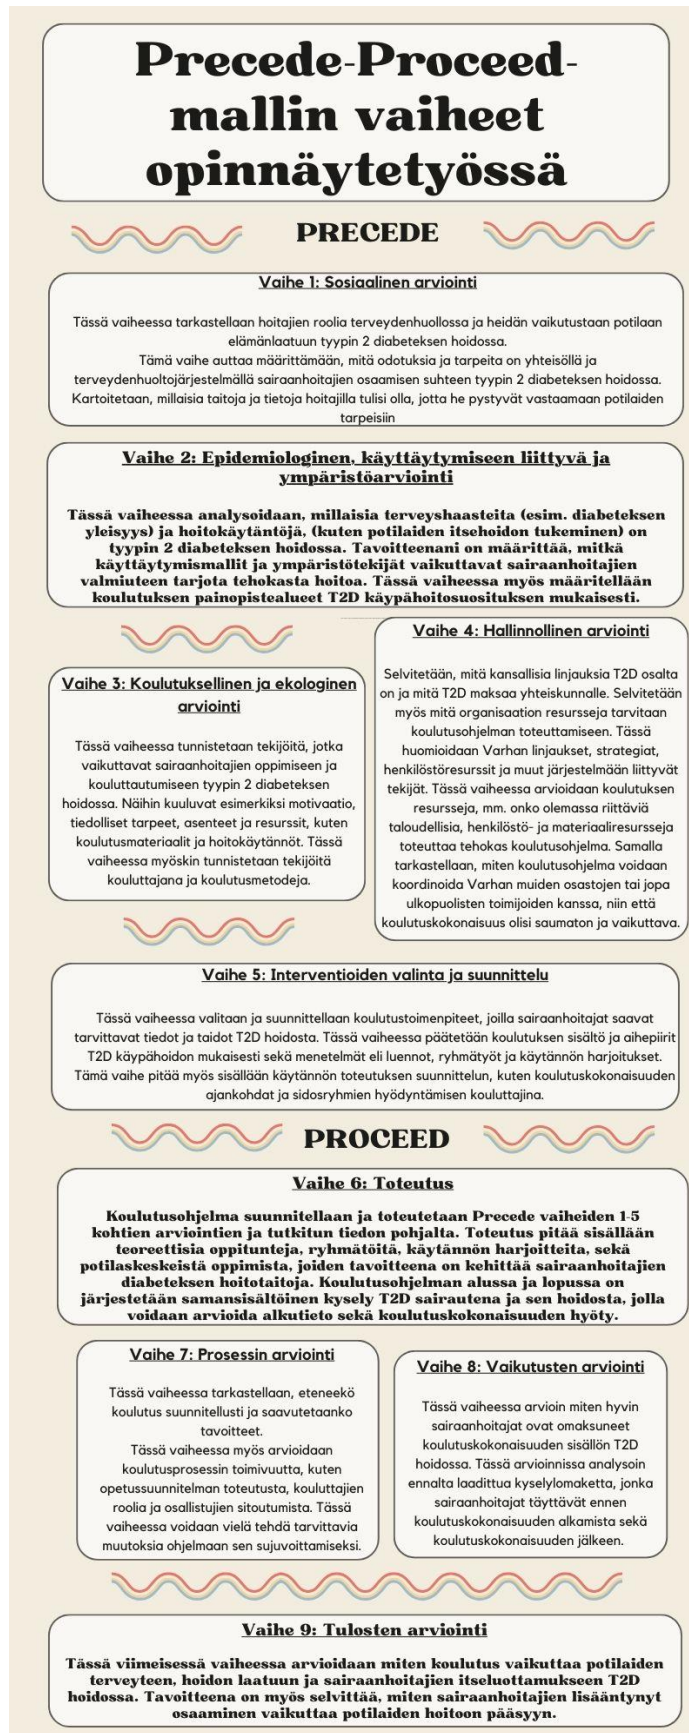 Precede-Proceed-
mallin vaiheet
opinnäytetyössä
PRECEDE
Vaihe 1: Sosiaalinen arviointi
Tässä vaiheessa tarkastellaan hoitajien roolia terveydenhuollossa ja heidän vaikutustaan potilaan
elämänlaatuun tyypin 2 diabeteksen hoidossa.
Tämä vaihe auttaa määrittämään, mitä odotuksia ja tarpeita on yhteisöllä ja
terveydenhuoltojärjestelmällä sairaanhoitajien osaamisen suhteen tyypin 2 diabeteksen hoidossa.
Kartoitetaan, millaisia taitoja ja tietoja hoitajilla tulisi olla, jotta he pystyvät vastaamaan potilaiden
tarpeisiin
Vaihe 2: Epidemiologinen, käyttäytymiseen liittyvä ja
ympäristöarviointi
Tässä vaiheessa analysoidaan, millaisia terveyshaasteita (esim. diabeteksen
yleisyys) ja hoitokäytäntöjä, (kuten potilaiden itsehoidon tukeminen) on
tyypin 2 diabeteksen hoidossa. Tavoitteenani on määrittää, mitkä
käyttäytymismallit ja ympäristötekijät vaikuttavat sairaanhoitajien
valmiuteen tarjota tehokasta hoitoa. Tässä vaiheessa myös määritellään
koulutuksen painopistealueet T2D käypähoitosuosituksen mukaisesti.
Vaihe 3: Koulutuksellinen ja ekologinen
arviointi
Tässä vaiheessa tunnistetaan tekijöitä, jotka
vaikuttavat sairaanhoitajien oppimiseen ja
kouluttautumiseen tyypin 2 diabeteksen
hoidossa. Näihin kuuluvat esimerkiksi motivaatio,
tiedolliset tarpeet, asenteet ja resurssit, kuten
koulutusmateriaalit ja hoitokäytännöt. Tässä
vaiheessa myöskin tunnistetaan tekijöitä
kouluttajana ja koulutusmetodeja.
Vaihe 4: Hallinnollinen arviointi
Selvitetään, mitä kansallisia linjauksia T2D osalta
on ja mitä T2D maksaa yhteiskunnalle. Selvitetään
myös mitä organisaation resursseja tarvitaan
koulutusohjelman toteuttamiseen. Tässä
huomioidaan Varhan linjaukset, strategiat,
henkilöstöresurssit ja muut järjestelmään liittyvät
tekijät. Tässä vaiheessa arvioidaan koulutuksen
resursseja, mm. onko olemassa riittäviä
taloudellisia, henkilöstö- ja materiaaliresursseja
toteuttaa tehokas koulutusohjelma. Samalla
tarkastellaan, miten koulutusohjelma voidaan
koordinoida Varhan muiden osastojen tai jopa
ulkopuolisten toimijoiden kanssa, niin että
koulutuskokonaisuus olisi saumaton ja vaikuttava.
Vaihe 5: Interventioiden valinta ja suunnittelu
Tässä vaiheessa valitaan ja suunnitellaan koulutustoimenpiteet, joilla sairaanhoitajat saavat
tarvittavat tiedot ja taidot T2D hoidosta. Tässä vaiheessa päätetään koulutuksen sisältö ja aihepiirit
T2D käypähoidon mukaisesti sekä menetelmät eli luennot, ryhmätyöt ja käytännön harjoitukset.
Tämä vaihe pitää myös sisällään käytännön toteutuksen suunnittelun, kuten koulutuskokonaisuuden
ajankohdat ja sidosryhmien hyödyntämisen kouluttajina.
PROCEED
Vaihe 6: Toteutus
Koulutusohjelma suunnitellaan ja toteutetaan Precede vaiheiden 1-5
kohtien arviointien ja tutkitun tiedon pohjalta. Toteutus pitää sisällään
teoreettisia oppitunteja, ryhmätöitä, käytännön harjoitteita, sekä
potilaskeskeistä oppimista, joiden tavoitteena on kehittää sairaanhoitajien
diabeteksen hoitotaitoja. Koulutusohjelman alussa ja lopussa on
järjestetään samansisältöinen kysely T2D sairautena ja sen hoidosta, jolla
voidaan arvioida alkutieto sekä koulutuskokonaisuuden hyöty.
Vaihe 7: Prosessin arviointi
Tässä vaiheessa tarkastellaan, eteneekö
koulutus suunnitellusti ja saavutetaanko
tavoitteet.
Tässä vaiheessa myös arvioidaan
koulutusprosessin toimivuutta, kuten
opetussuunnitelman toteutusta, kouluttajien
roolia ja osallistujien sitoutumista. Tässä
vaiheessa voidaan vielä tehdä tarvittavia
muutoksia ohjelmaan sen sujuvoittamiseksi.
Vaihe 8: Vaikutusten arviointi
Tässä vaiheessa arvioin miten hyvin
sairaanhoitajat ovat omaksuneet
koulutuskokonaisuuden sisällön T2D
hoidossa. Tässä arvioinnissa analysoin
ennalta laadittua kyselylomaketta, jonka
sairaanhoitajat täyttävät ennen
koulutuskokonaisuuden alkamista sekä
koulutuskokonaisuuden jälkeen.
Vaihe 9: Tulosten arviointi
Tässä viimeisessä vaiheessa arvioidaan miten koulutus vaikuttaa potilaiden
terveyteen, hoidon laatuun ja sairaanhoitajien itseluottamukseen T2D
hoidossa. Tavoitteena on myös selvittää, miten sairaanhoitajien lisääntynyt
osaaminen vaikuttaa potilaiden hoitoon pääsyyn.